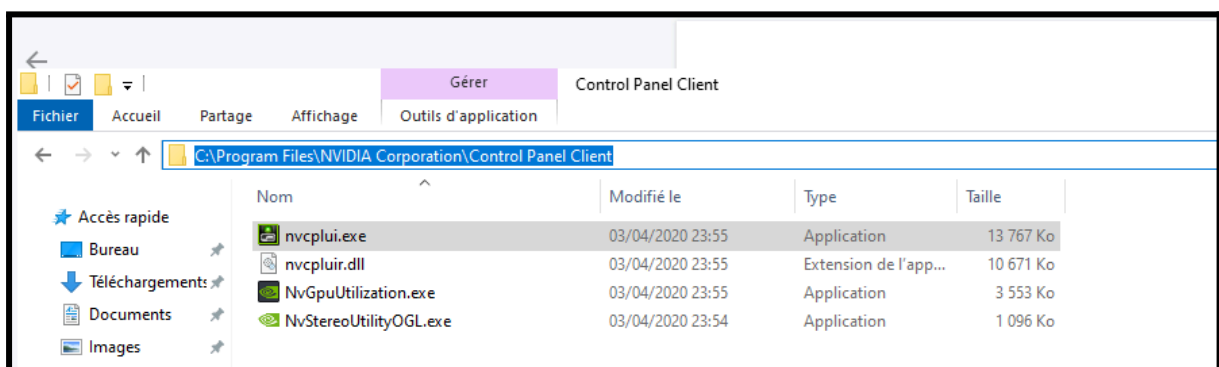 Gérer
Control Panel Client
Fichier
Accueil
Partage
Affichage
Outils d'application
C:\Program Files\NVIDIA Corporation\Control Panel Client
Nom
Modifié le
Type
Taille
Accès rapide
Bureau
Téléchargements
Documents
Images
nvcplui.exe 03/04/2020 23:55 Application 13 767 Ko
nvcpluir.dll 03/04/2020 23:55 Extension de l'app... 10 671 Ko
NvGpuUtilization.exe 03/04/2020 23:55 Application 3 553 Ko
NvStereoUtilityOGL.exe 03/04/2020 23:54 Application 1 096 Ko